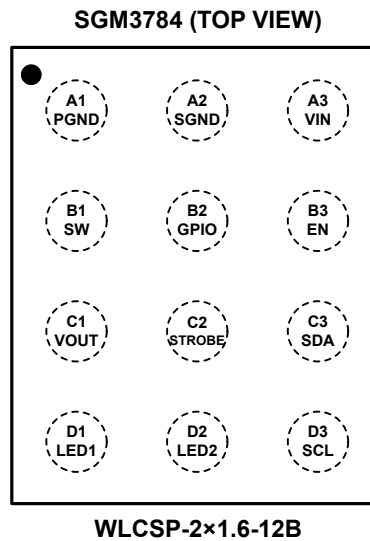 SGM3784 (TOP VIEW)
A1
PGND
A2
SGND
A3
VIN
B1
SW
B2
GPIO
B3
EN
C1
VOUT
C2
STROBE
C3
SDA
D1
LED1
D2
LED2
D3
SCL
WLCSP-2×1.6-12B